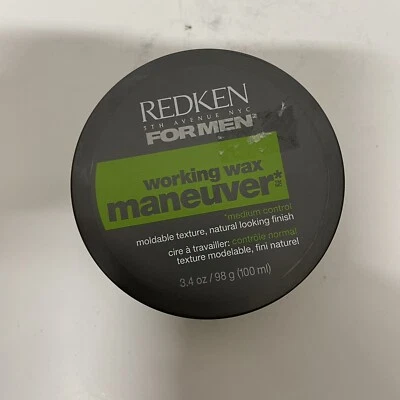 REDKEN
5TH AVENUE NYC
FOR MEN
working wax
maneuver*
*medium control
moldable texture, natural looking finish
cire à travailler: contrôle normal
texture modelable, fini naturel
3.4 oz / 98 g (100 ml)